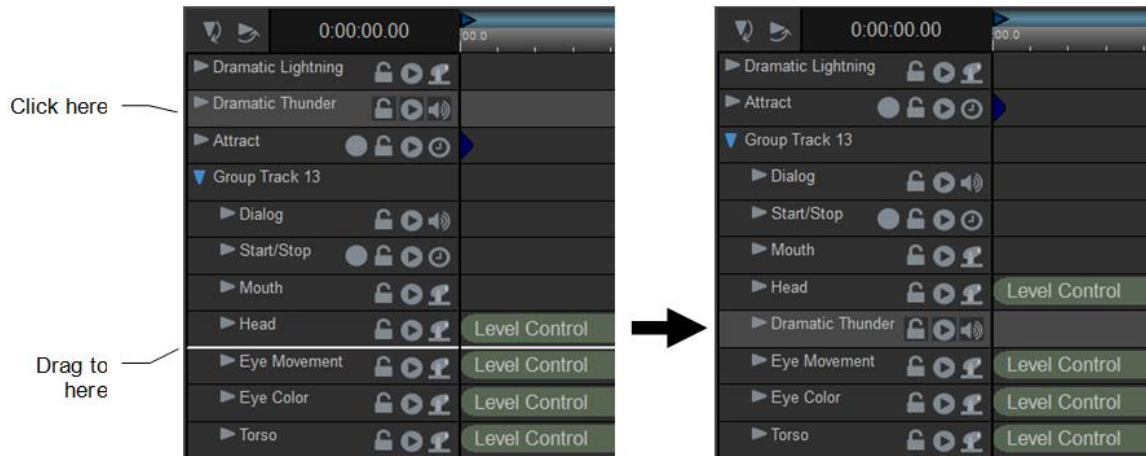 0:00:00.00
00.0
Dramatic Lightning
Click here
Dramatic Thunder
Attract
Group Track 13
Dialog
Start/Stop
Mouth
Head Level Control
Drag to
here
Eye Movement Level Control
Eye Color Level Control
Torso Level Control
0:00:00.00
00.0
Dramatic Lightning
Attract
Group Track 13
Dialog
Start/Stop
Mouth
Head Level Control
Dramatic Thunder
Eye Movement Level Control
Eye Color Level Control
Torso Level Control